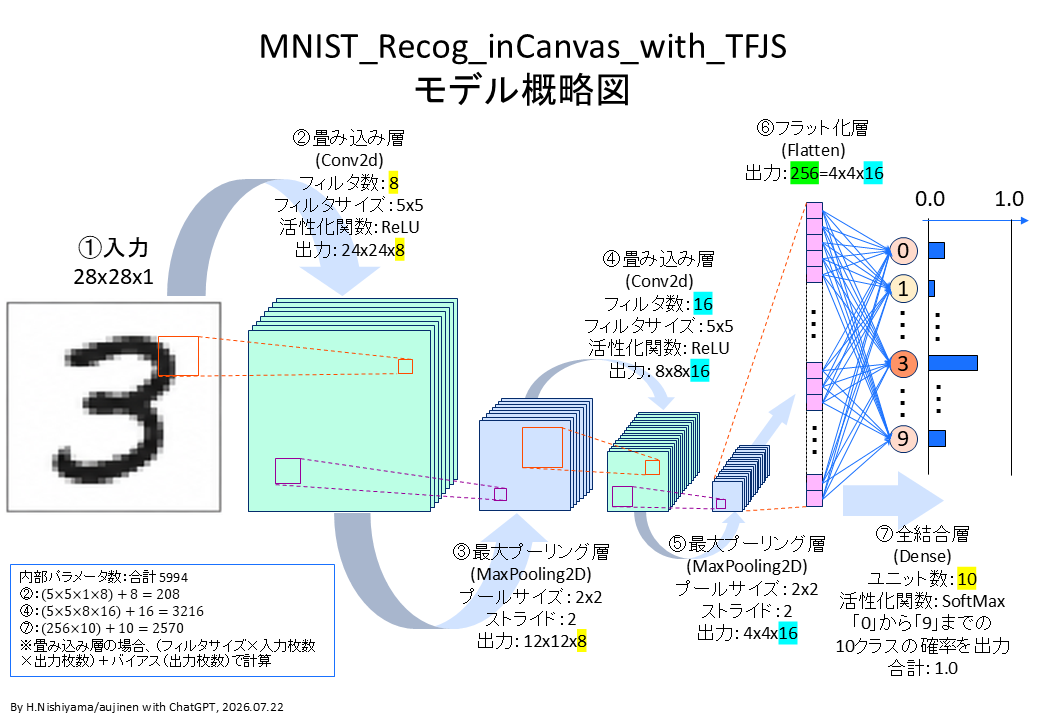 MNIST_Recog_inCanvas_with_TFJS
モデル概略図
①入力
28x28x1
②畳み込み層
(Conv2d)
フィルタ数：8
フィルタサイズ：5x5
活性化関数：ReLU
出力：24x24x8
③最大プーリング層
(MaxPooling2D)
プールサイズ：2x2
ストライド：2
出力：12x12x8
④畳み込み層
(Conv2d)
フィルタ数：16
フィルタサイズ：5x5
活性化関数：ReLU
出力：8x8x16
⑤最大プーリング層
(MaxPooling2D)
プールサイズ：2x2
ストライド：2
出力：4x4x16
⑥フラット化層
(Flatten)
出力：256=4x4x16
0.0 1.0
0
1
3
9
⑦全結合層
(Dense)
ユニット数：10
活性化関数：SoftMax
「0」から「9」までの
10クラスの確率を出力
合計：1.0
内部パラメータ数：合計5994
②：(5×5×1×8) + 8 = 208
④：(5×5×8×16) + 16 = 3216
⑦：(256×10) + 10 = 2570
※畳み込み層の場合、（フィルタサイズ×入力枚数
×出力枚数）＋バイアス（出力枚数）で計算
By H.Nishiyama/aujinen with ChatGPT, 2026.07.22